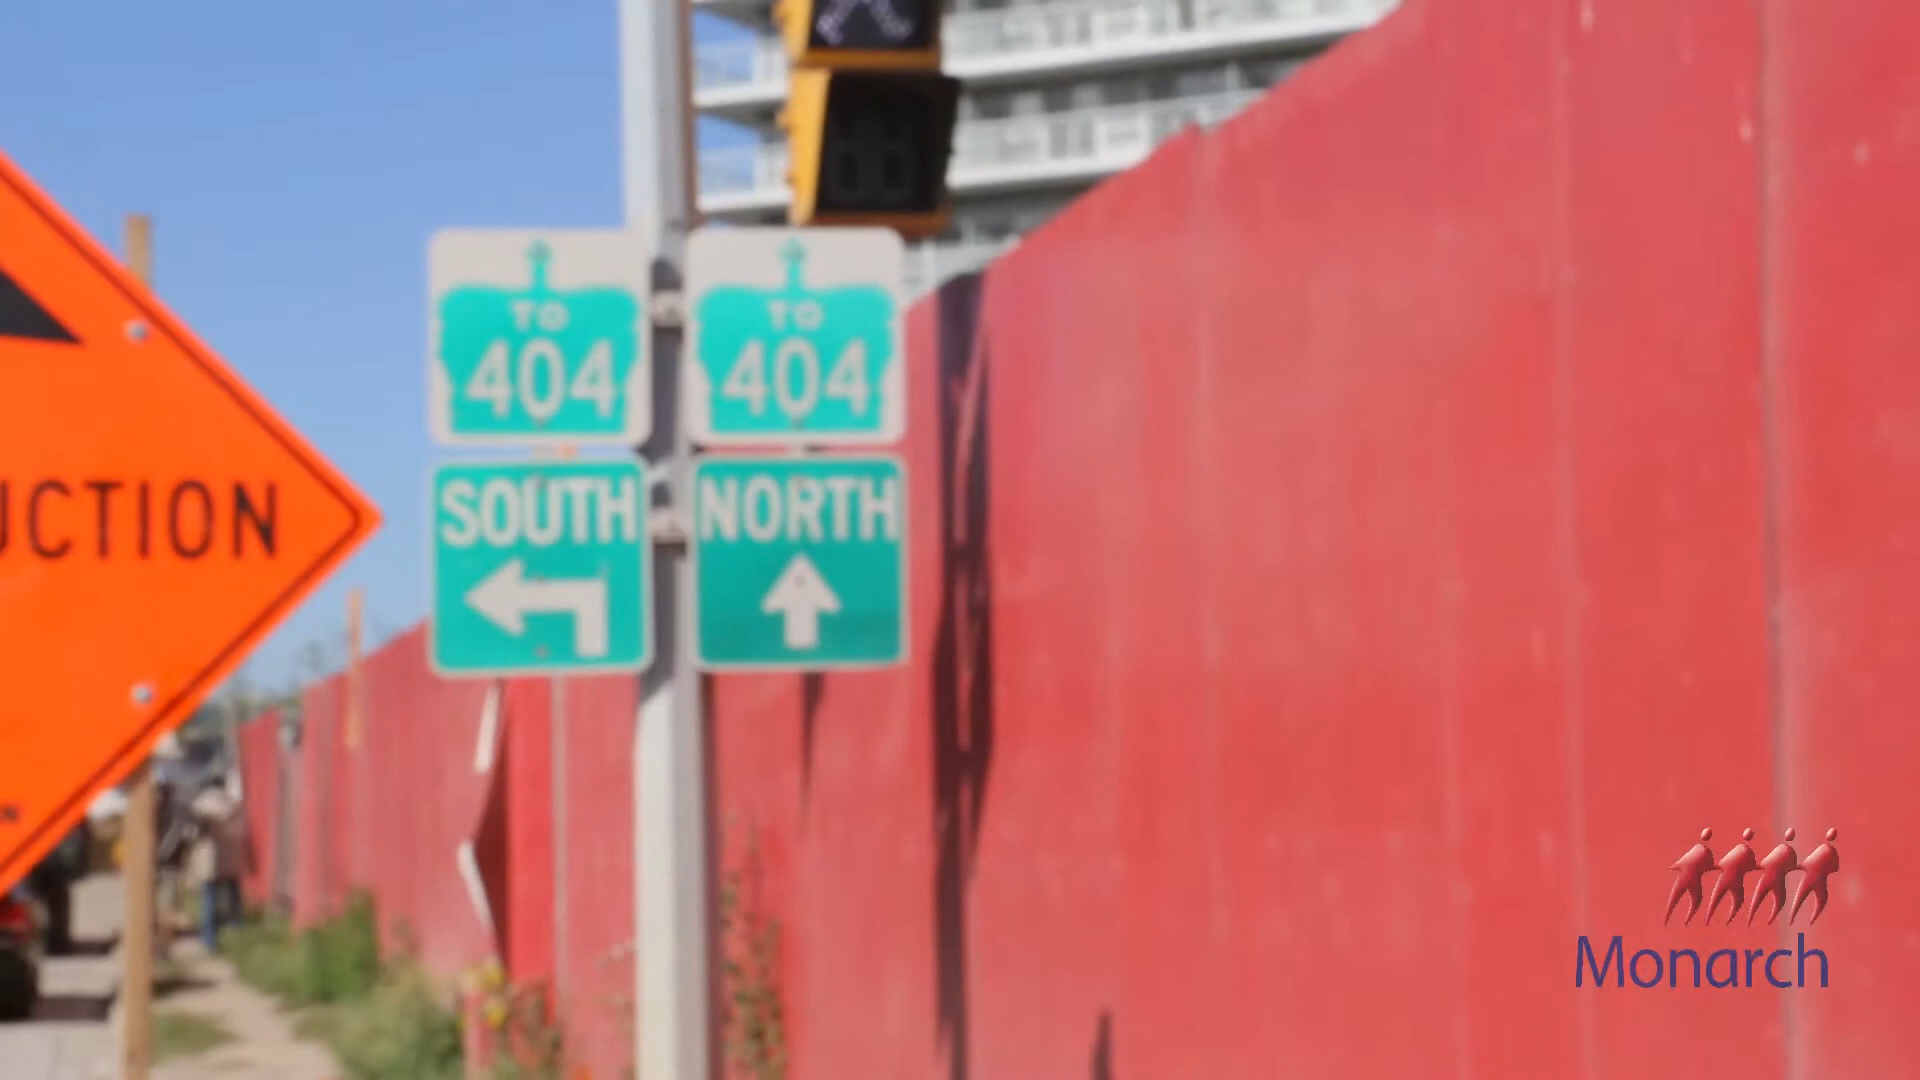 UCTION
TO
404
SOUTH
TO
404
NORTH
Monarch